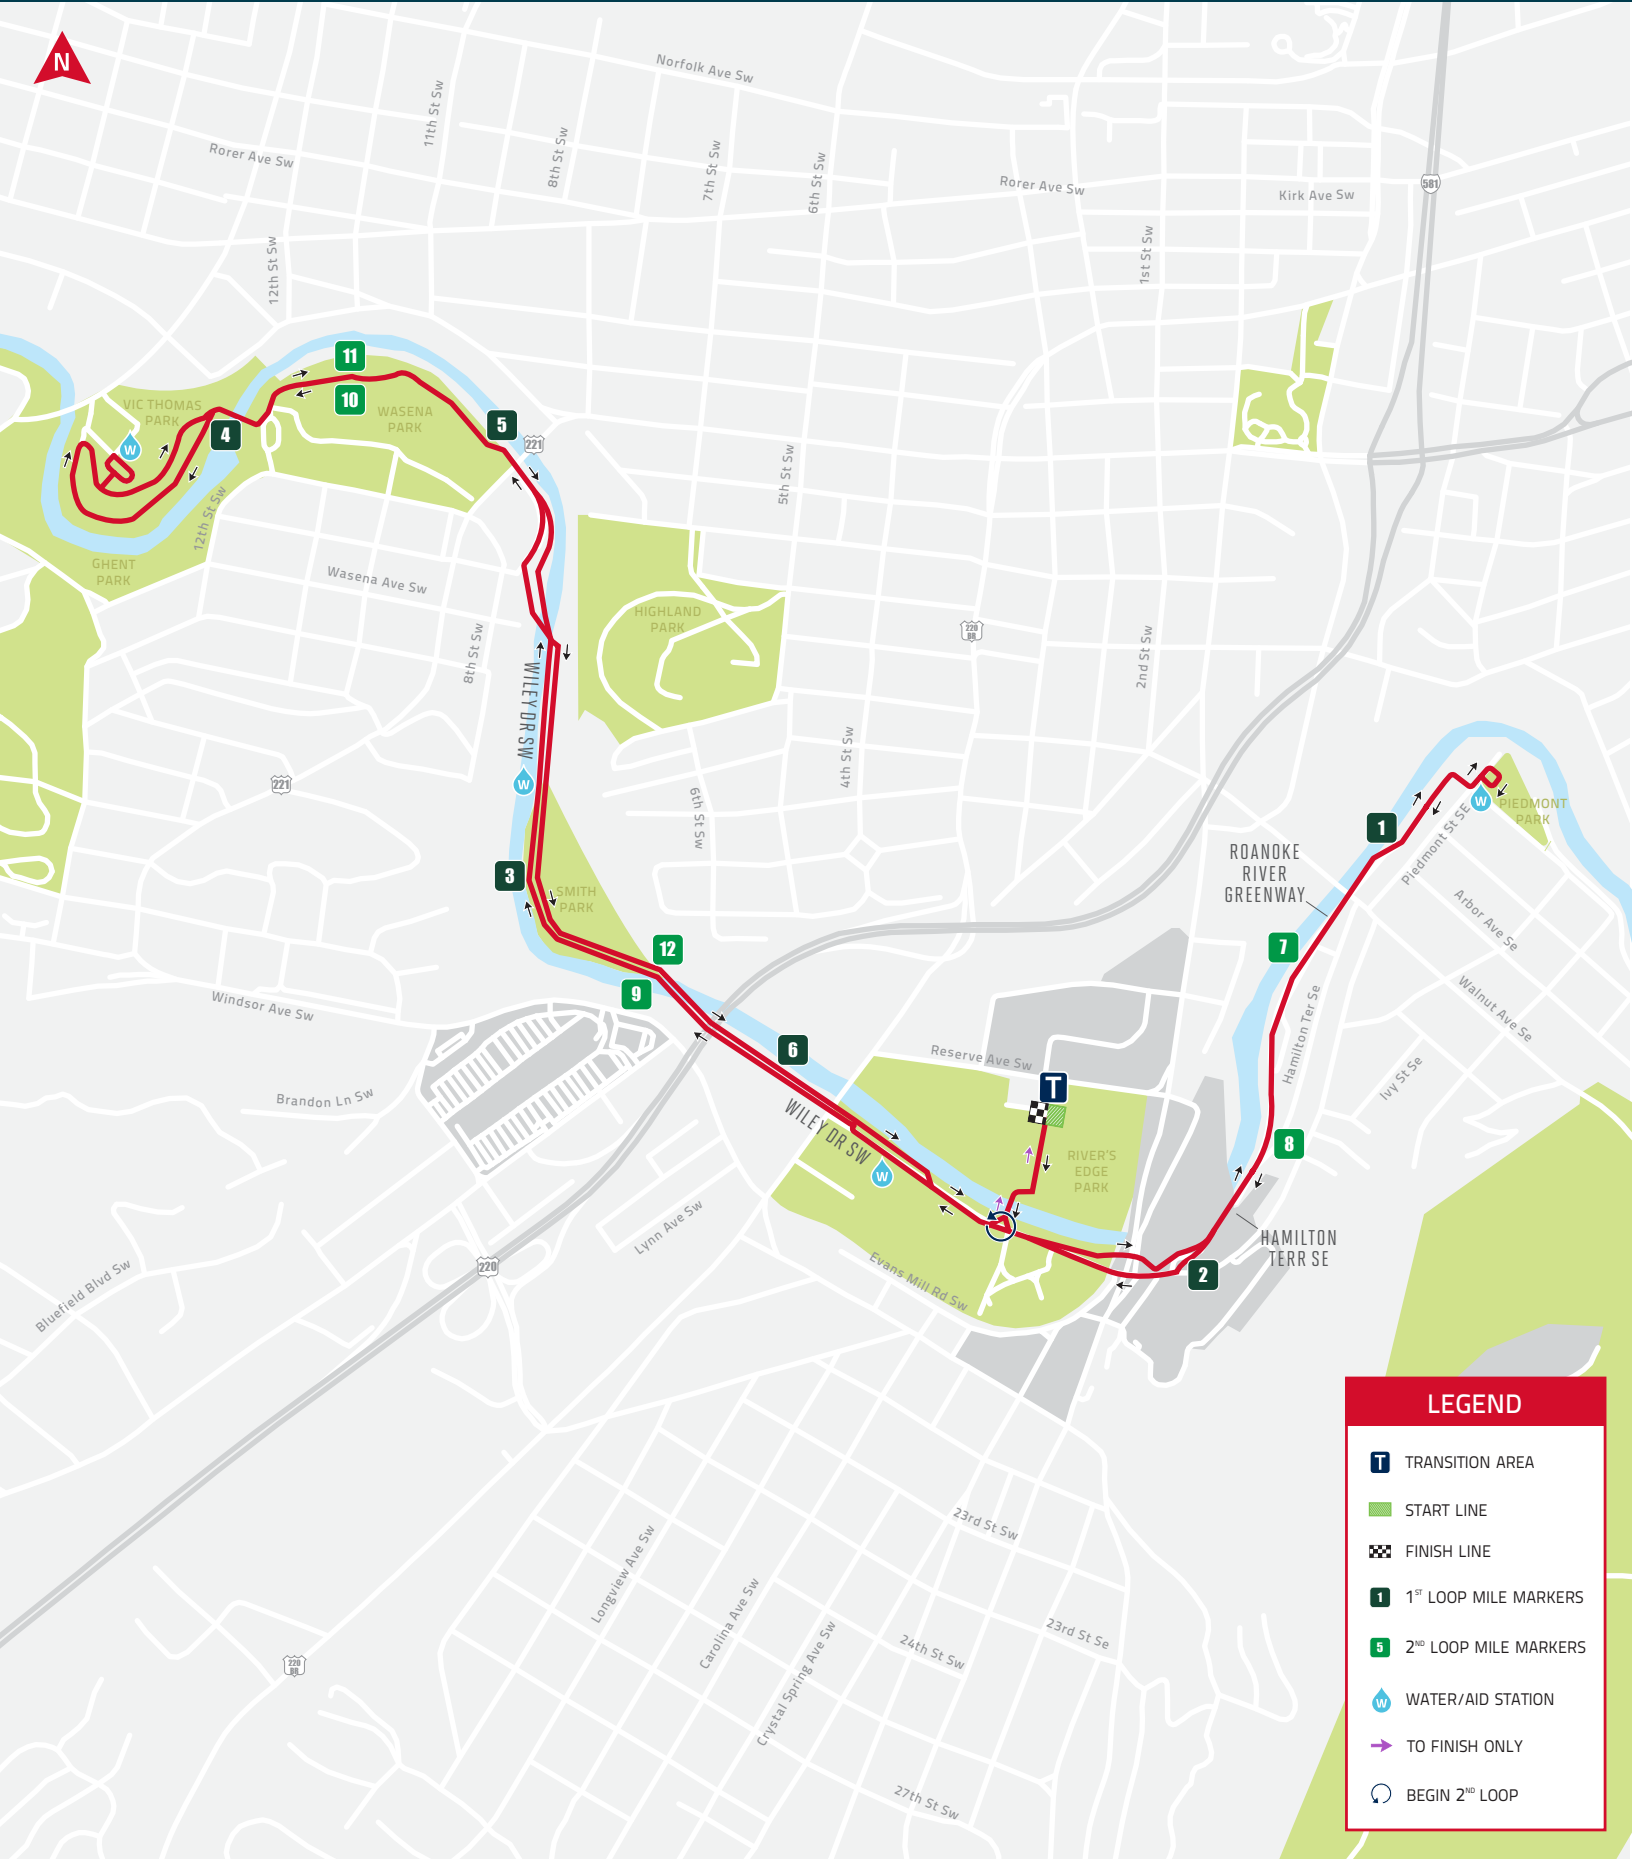 N
Norfolk Ave Sw
11th St Sw
Rorer Ave Sw
8th St Sw
7th St Sw
6th St Sw
Rorer Ave Sw
Kirk Ave Sw
581
12th St Sw
1st St Sw
11
10
VIC THOMAS
PARK
WASENA
PARK
4
5
221
W
5th St Sw
12th St Sw
GHENT
PARK
Wasena Ave Sw
HIGHLAND
PARK
220
BR
8th St Sw
2nd St Sw
WILEY DR SW
W
221
4th St Sw
6th St Sw
W
PIEDMONT
PARK
1
Piedmont St SE
ROANOKE
RIVER
GREENWAY
3
SMITH
PARK
Arbor Ave Se
12
9
7
Windsor Ave Sw
Walnut Ave Se
Hamilton Ter Se
6
Reserve Ave Sw
T
Ivy St Se
Brandon Ln Sw
WILEY DR SW
W
RIVER'S
EDGE
PARK
8
Lynn Ave Sw
HAMILTON
TERR SE
2
220
Evans Mill Rd Sw
Bluefield Blvd Sw
23rd St Sw
Longview Ave Sw
Carolina Ave Sw
Crystal Spring Ave Sw
24th St Sw
23rd St Se
220
BR
27th St Sw
LEGEND
T TRANSITION AREA
START LINE
FINISH LINE
1 1ST LOOP MILE MARKERS
5 2ND LOOP MILE MARKERS
W WATER/AID STATION
TO FINISH ONLY
BEGIN 2ND LOOP